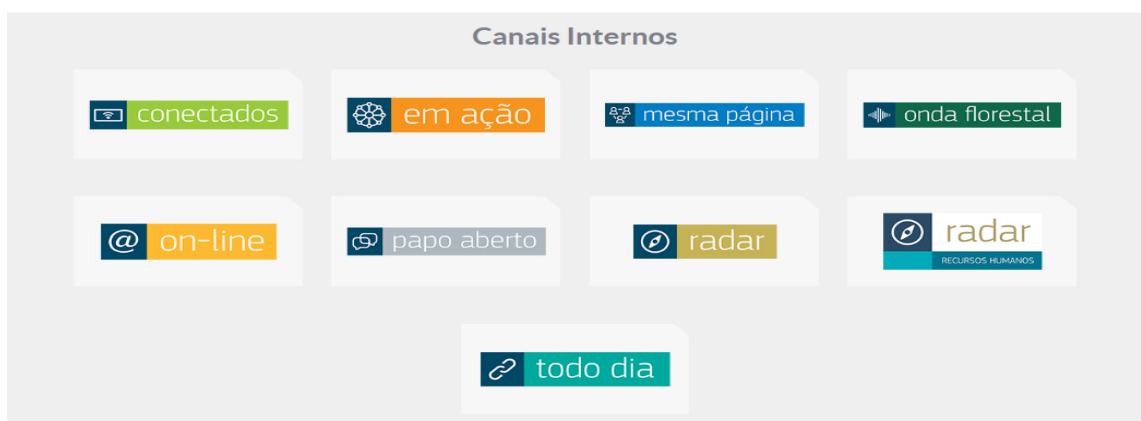 Canais Internos
conectados
em ação
mesma página
onda florestal
@ on-line
papo aberto
radar
radar
RECURSOS HUMANOS
todo dia